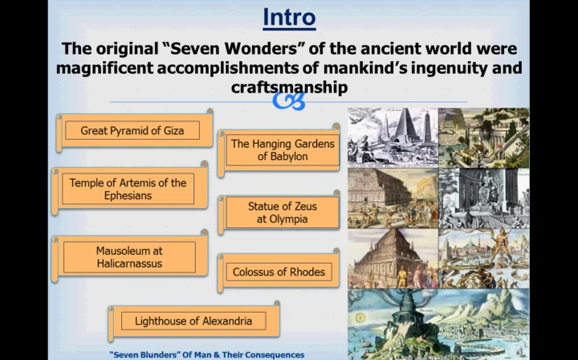 Intro
The original “Seven Wonders” of the ancient world were
magnificent accomplishments of mankind’s ingenuity and
craftsmanship
Great Pyramid of Giza
The Hanging Gardens
of Babylon
Temple of Artemis of the
Ephesians
Statue of Zeus
at Olympia
Mausoleum at
Halicarnassus
Colossus of Rhodes
Lighthouse of Alexandria
“Seven Blunders” Of Man & Their Consequences